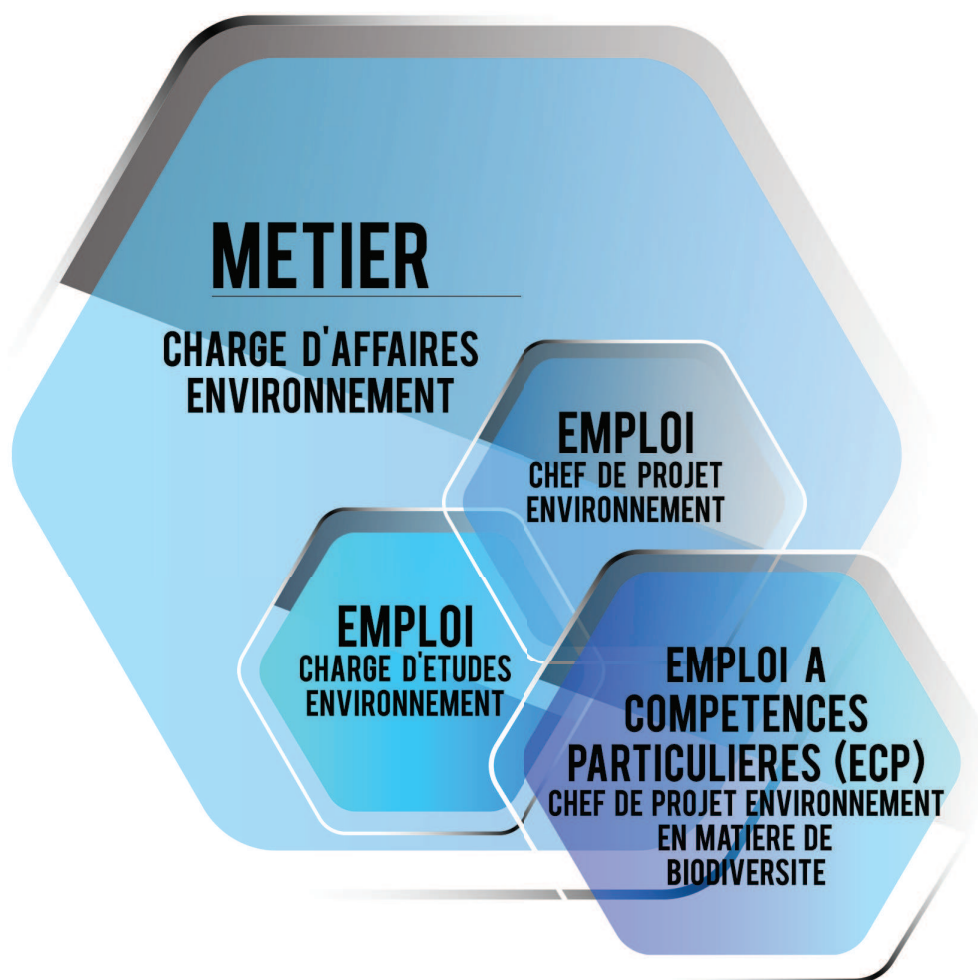 METIER
CHARGE D'AFFAIRES
ENVIRONNEMENT
EMPLOI
CHEF DE PROJET
ENVIRONNEMENT
EMPLOI
CHARGE D'ETUDES
ENVIRONNEMENT
EMPLOI A
COMPETENCES
PARTICULIERES (ECP)
CHEF DE PROJET ENVIRONNEMENT
EN MATIERE DE
BIODIVERSITE